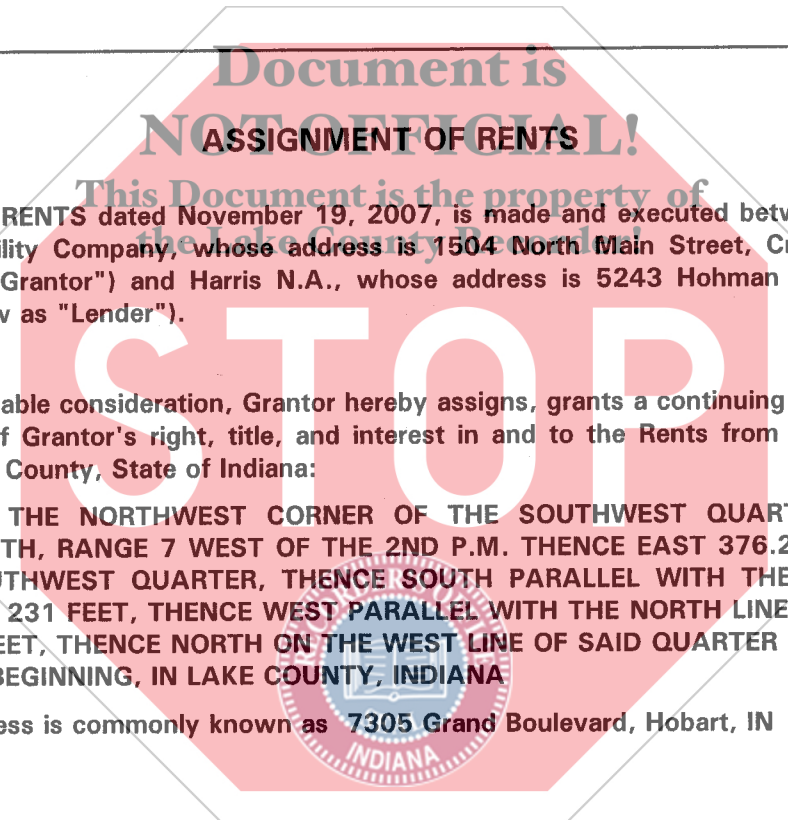 Document is
NOT OFFICIAL!
ASSIGNMENT OF RENTS
This Document is the property of
RENTS dated November 19, 2007, is made and executed betw
the Lake County Recorder!
ility Company, whose address is 1504 North Main Street, Cr
Grantor") and Harris N.A., whose address is 5243 Hohman
w as "Lender").
STOP
able consideration, Grantor hereby assigns, grants a continuing
f Grantor's right, title, and interest in and to the Rents from
County, State of Indiana:
THE NORTHWEST CORNER OF THE SOUTHWEST QUART
TH, RANGE 7 WEST OF THE 2ND P.M. THENCE EAST 376.2
UTHWEST QUARTER, THENCE SOUTH PARALLEL WITH THE
231 FEET, THENCE WEST PARALLEL WITH THE NORTH LINE
EET, THENCE NORTH ON THE WEST LINE OF SAID QUARTER
BEGINNING, IN LAKE COUNTY, INDIANA
ess is commonly known as 7305 Grand Boulevard, Hobart, IN
INDIANA